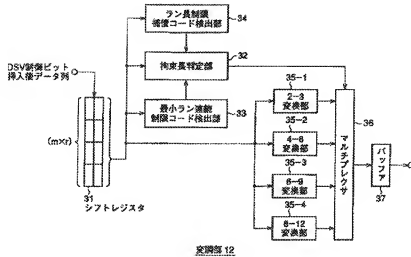 ラン長制限
補償コード検出部
34
DSV制御ビット
挿入後データ列
拘束長判定部
32
最小ラン連続
制限コード検出部
33
(m×r)
31
シフトレジスタ
35-1
2-3
変換部
35-2
4-6
変換部
35-3
6-9
変換部
35-4
8-12
変換部
マルチプレクサ
36
バッファ
37
変調部 12